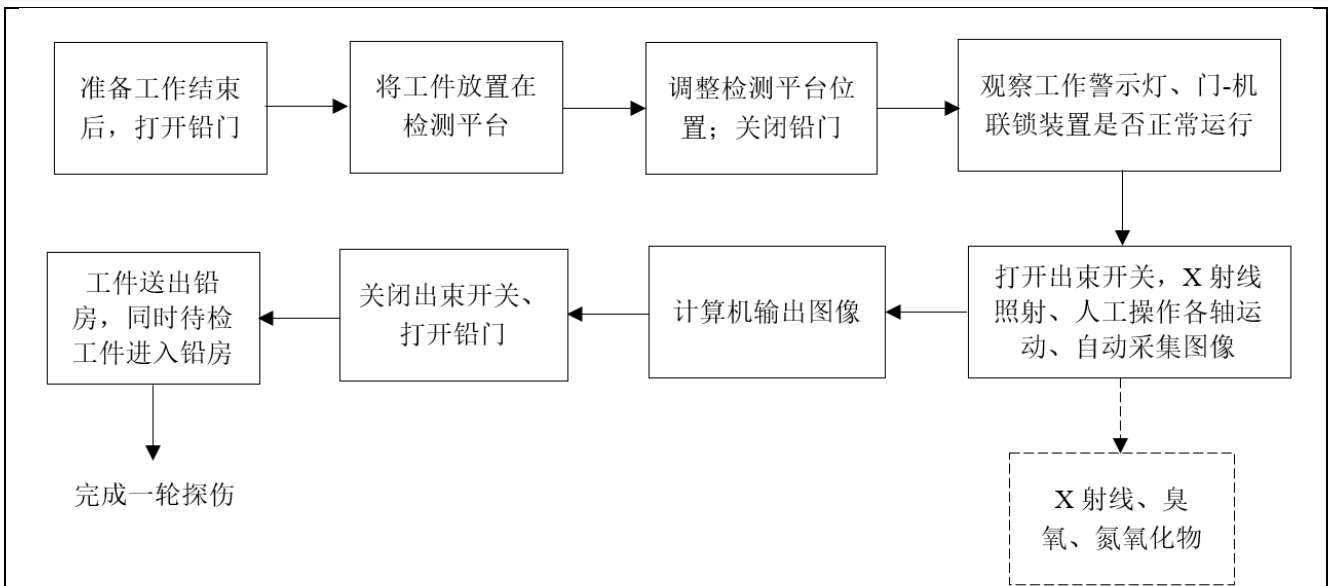 准备工作结束
后，打开铅门
将工件放置在
检测平台
调整检测平台位
置；关闭铅门
观察工作警示灯、门-机
联锁装置是否正常运行
打开出束开关，X 射线
照射、人工操作各轴运
动、自动采集图像
计算机输出图像
关闭出束开关、
打开铅门
工件送出铅
房，同时待检
工件进入铅房
完成一轮探伤
X 射线、臭
氧、氮氧化物